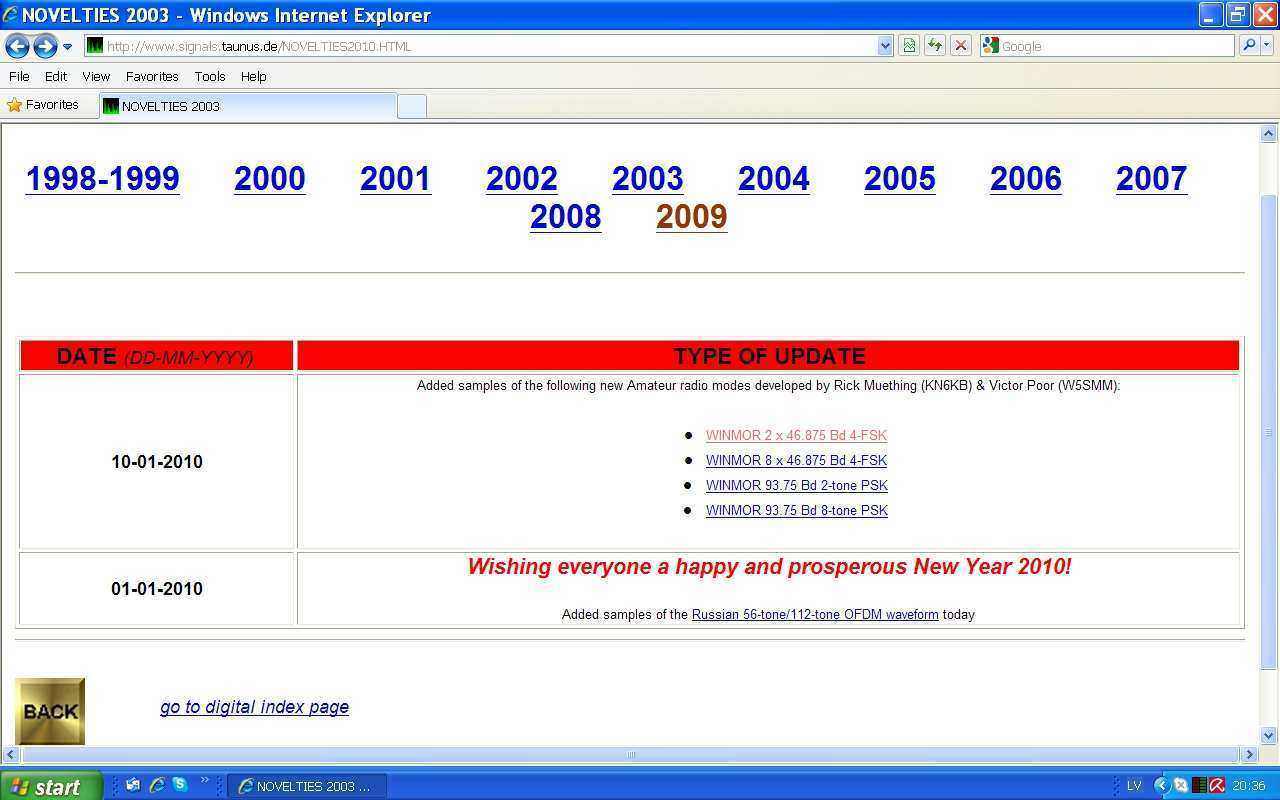 NOVELTIES 2003 - Windows Internet Explorer
http://www.signals.taunus.de/NOVELTIES2010.HTML
Google
File Edit View Favorites Tools Help
Favorites
NOVELTIES 2003
1998-1999 2000 2001 2002 2003 2004 2005 2006 2007
2008 2009
DATE (DD-MM-YYYY) TYPE OF UPDATE
Added samples of the following new Amateur radio modes developed by Rick Muething (KN6KB) & Victor Poor (W5SMM):
WINMOR 2 x 46.875 Bd 4-FSK
10-01-2010
WINMOR 8 x 46.875 Bd 4-FSK
WINMOR 93.75 Bd 2-tone PSK
WINMOR 93.75 Bd 8-tone PSK
Wishing everyone a happy and prosperous New Year 2010!
01-01-2010
Added samples of the Russian 56-tone/112-tone OFDM waveform today
BACK
go to digital index page
start
NOVELTIES 2003 ...
LV
20:36